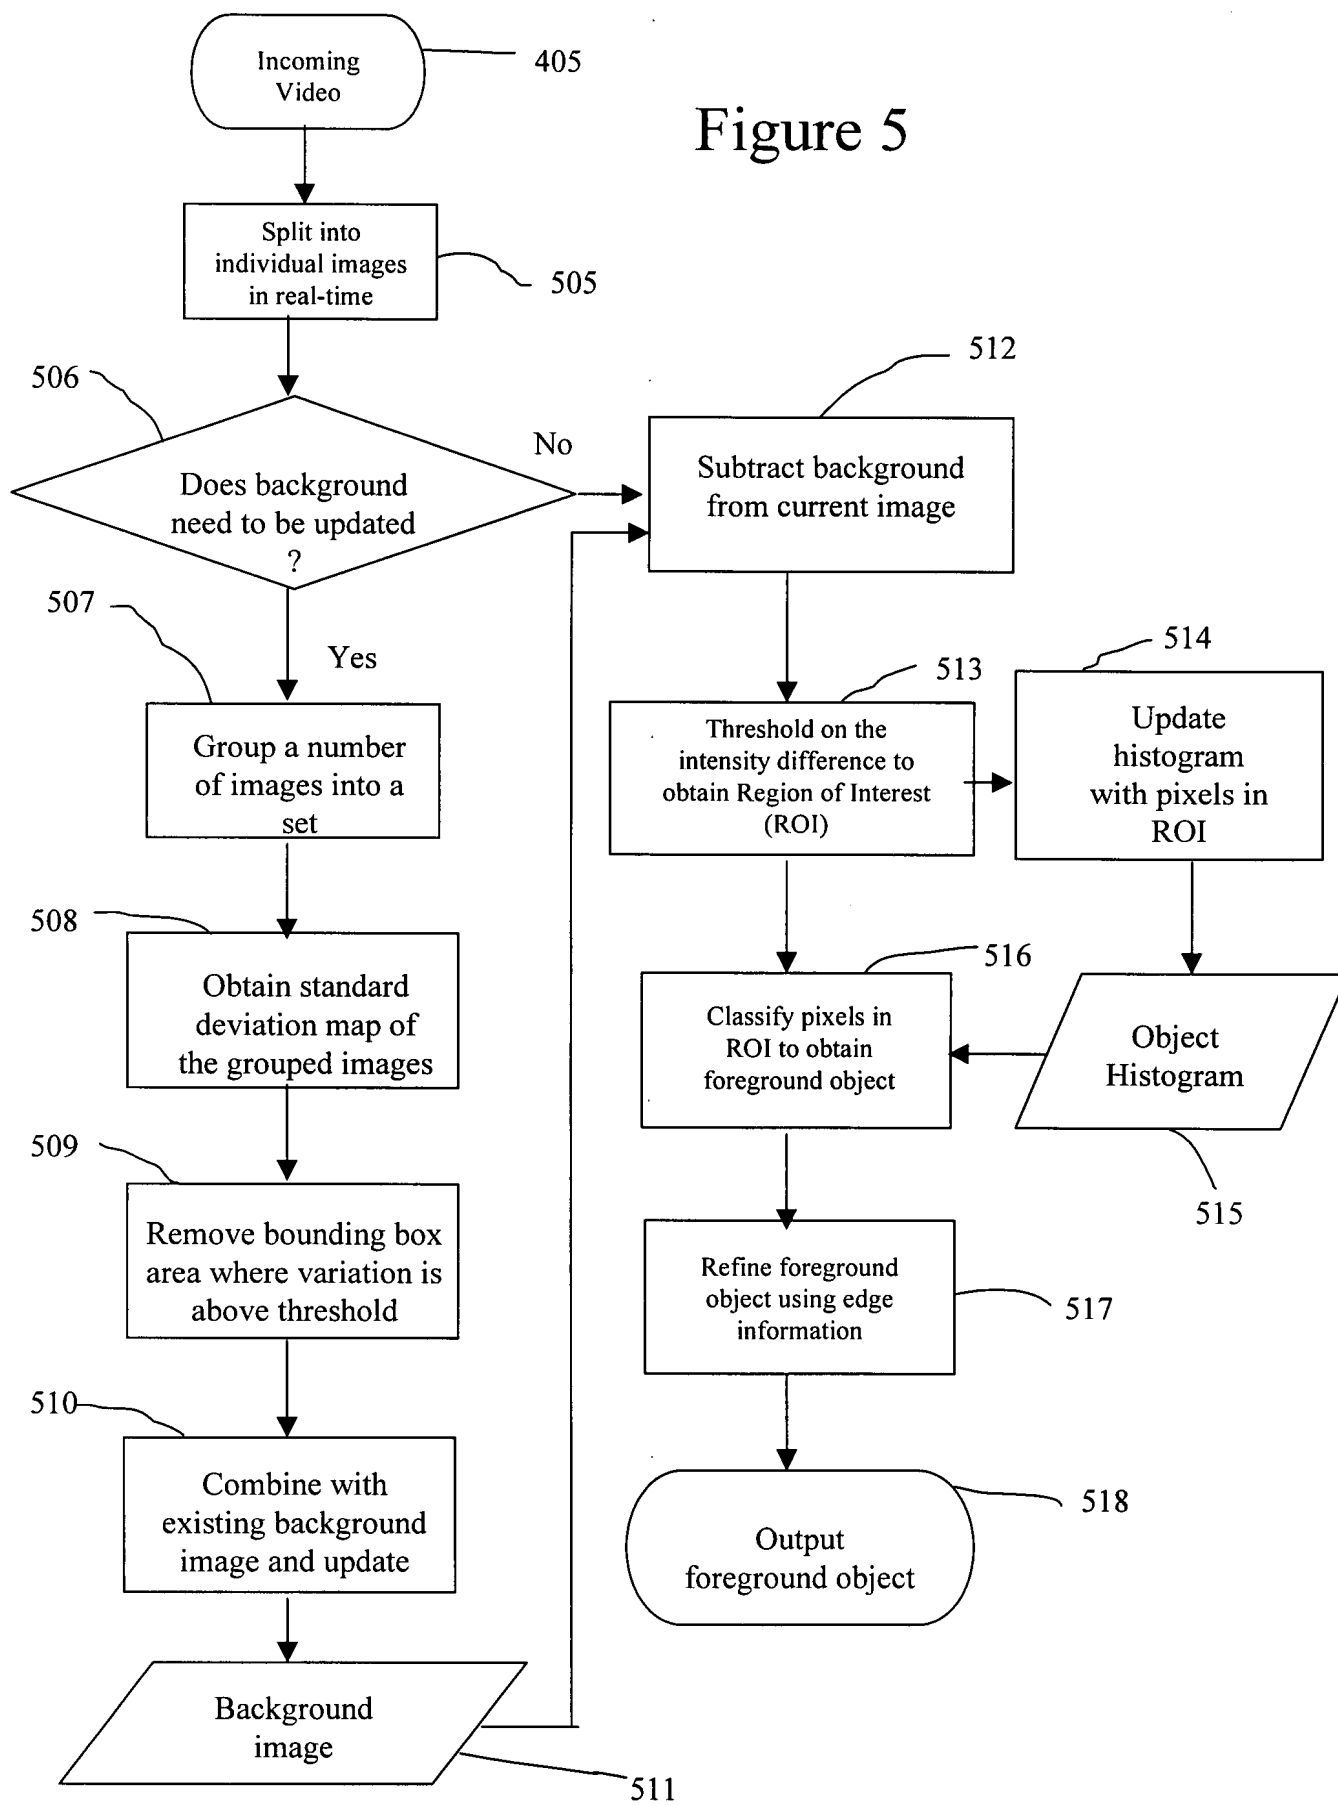 Incoming
Video
405
Figure 5
Split into
individual images
in real-time
505
506
Does background
need to be updated
?
No
Yes
507
Group a number
of images into a
set
508
Obtain standard
deviation map of
the grouped images
509
Remove bounding box
area where variation is
above threshold
510
Combine with
existing background
image and update
Background
image
511
512
Subtract background
from current image
513
Threshold on the
intensity difference to
obtain Region of Interest
(ROI)
514
Update
histogram
with pixels in
ROI
516
Classify pixels in
ROI to obtain
foreground object
Object
Histogram
515
Refine foreground
object using edge
information
517
518
Output
foreground object